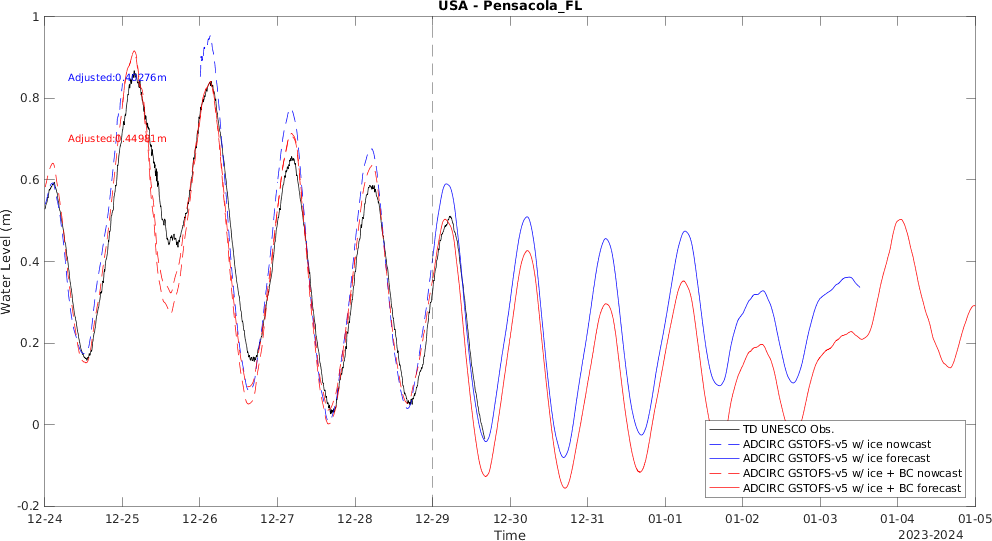 USA - Pensacola_FL
1
0.8
0.6
0.4
0.2
0
-0.2
Water Level (m)
Adjusted:0.44981m
12-24
12-25
12-26
12-27
12-28
12-29
12-30
12-31
01-01
01-02
01-03
01-04
01-05
Time
2023-2024
TD UNESCO Obs.
ADCIRC GSTOFS-v5 w/ ice nowcast
ADCIRC GSTOFS-v5 w/ ice forecast
ADCIRC GSTOFS-v5 w/ ice + BC nowcast
ADCIRC GSTOFS-v5 w/ ice + BC forecast